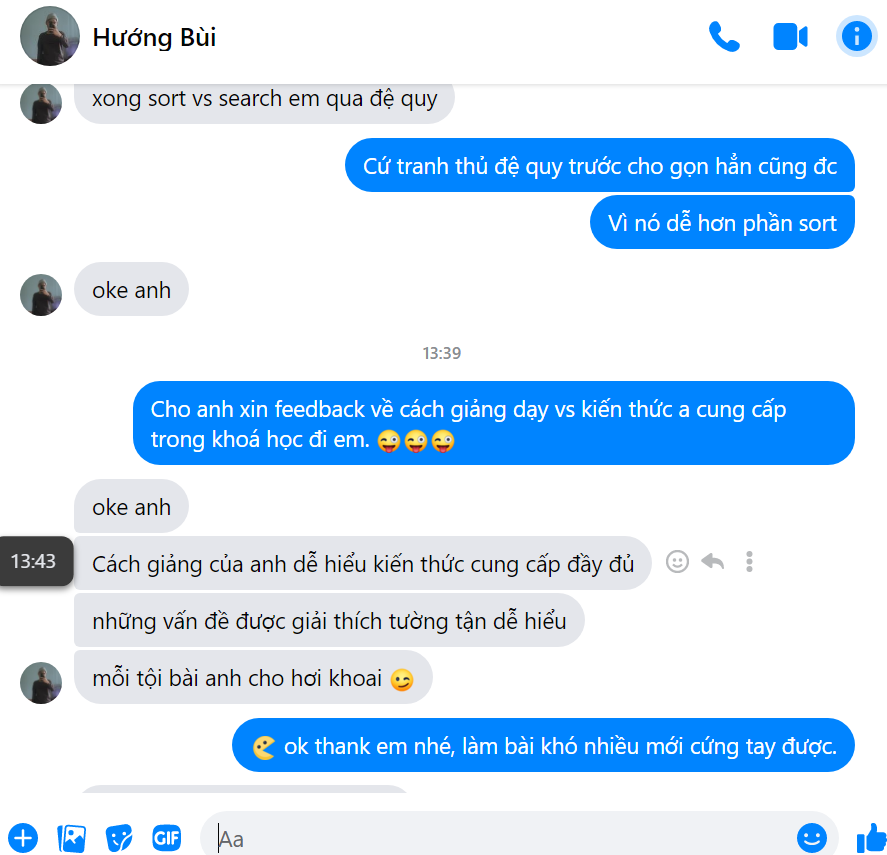 Hướng Bùi
xong sort vs search em qua đệ quy
Cứ tranh thủ đệ quy trước cho gọn hẳn cũng đc
Vì nó dễ hơn phần sort
oke anh
13:39
Cho anh xin feedback về cách giảng dạy vs kiến thức a cung cấp
trong khoá học đi em. 😜😜😜
oke anh
13:43
Cách giảng của anh dễ hiểu kiến thức cung cấp đầy đủ
những vấn đề được giải thích tường tận dễ hiểu
mỗi tội bài anh cho hơi khoai 😉
ok thank em nhé, làm bài khó nhiều mới cứng tay được.
GIF
Aa